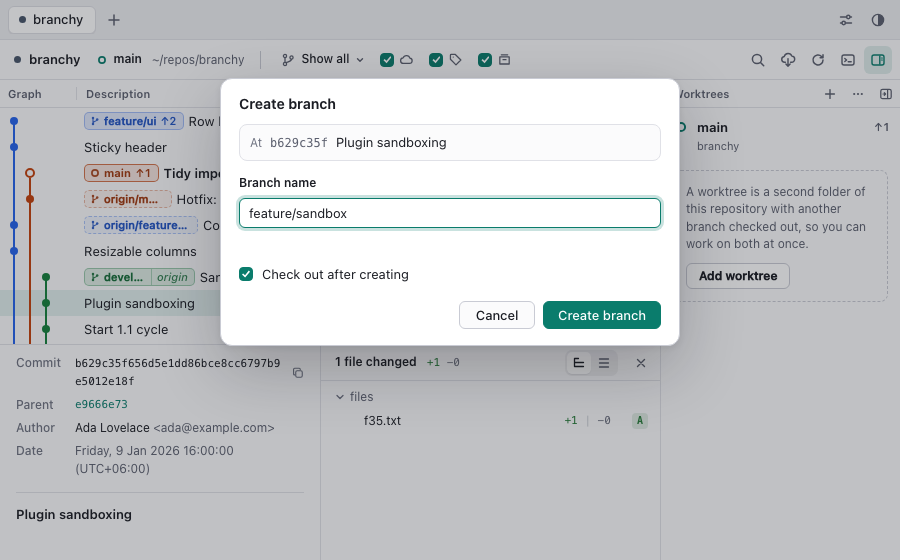 branchy
branchy main ~/repos/branchy Show all
Graph Description
feature/ui ↑2 Row
Sticky header
main ↑1 Tidy
origin/m... Hotfix:
origin/feature...
Resizable columns
devel... origin
Plugin sandboxing
Start 1.1 cycle
Create branch
At b629c35f Plugin sandboxing
Branch name
feature/sandbox
Check out after creating
Cancel Create branch
main ↑1
branchy
A worktree is a second folder of
this repository with another
branch checked out, so you can
work on both at once.
Add worktree
Commit b629c35f656d5e1dd86bce8cc6797b9
e5012e18f
Parent e9666e73
Author Ada Lovelace <ada@example.com>
Date Friday, 9 Jan 2026 16:00:00
(UTC+06:00)
Plugin sandboxing
1 file changed +1 −0
files
f35.txt +1 −0 A